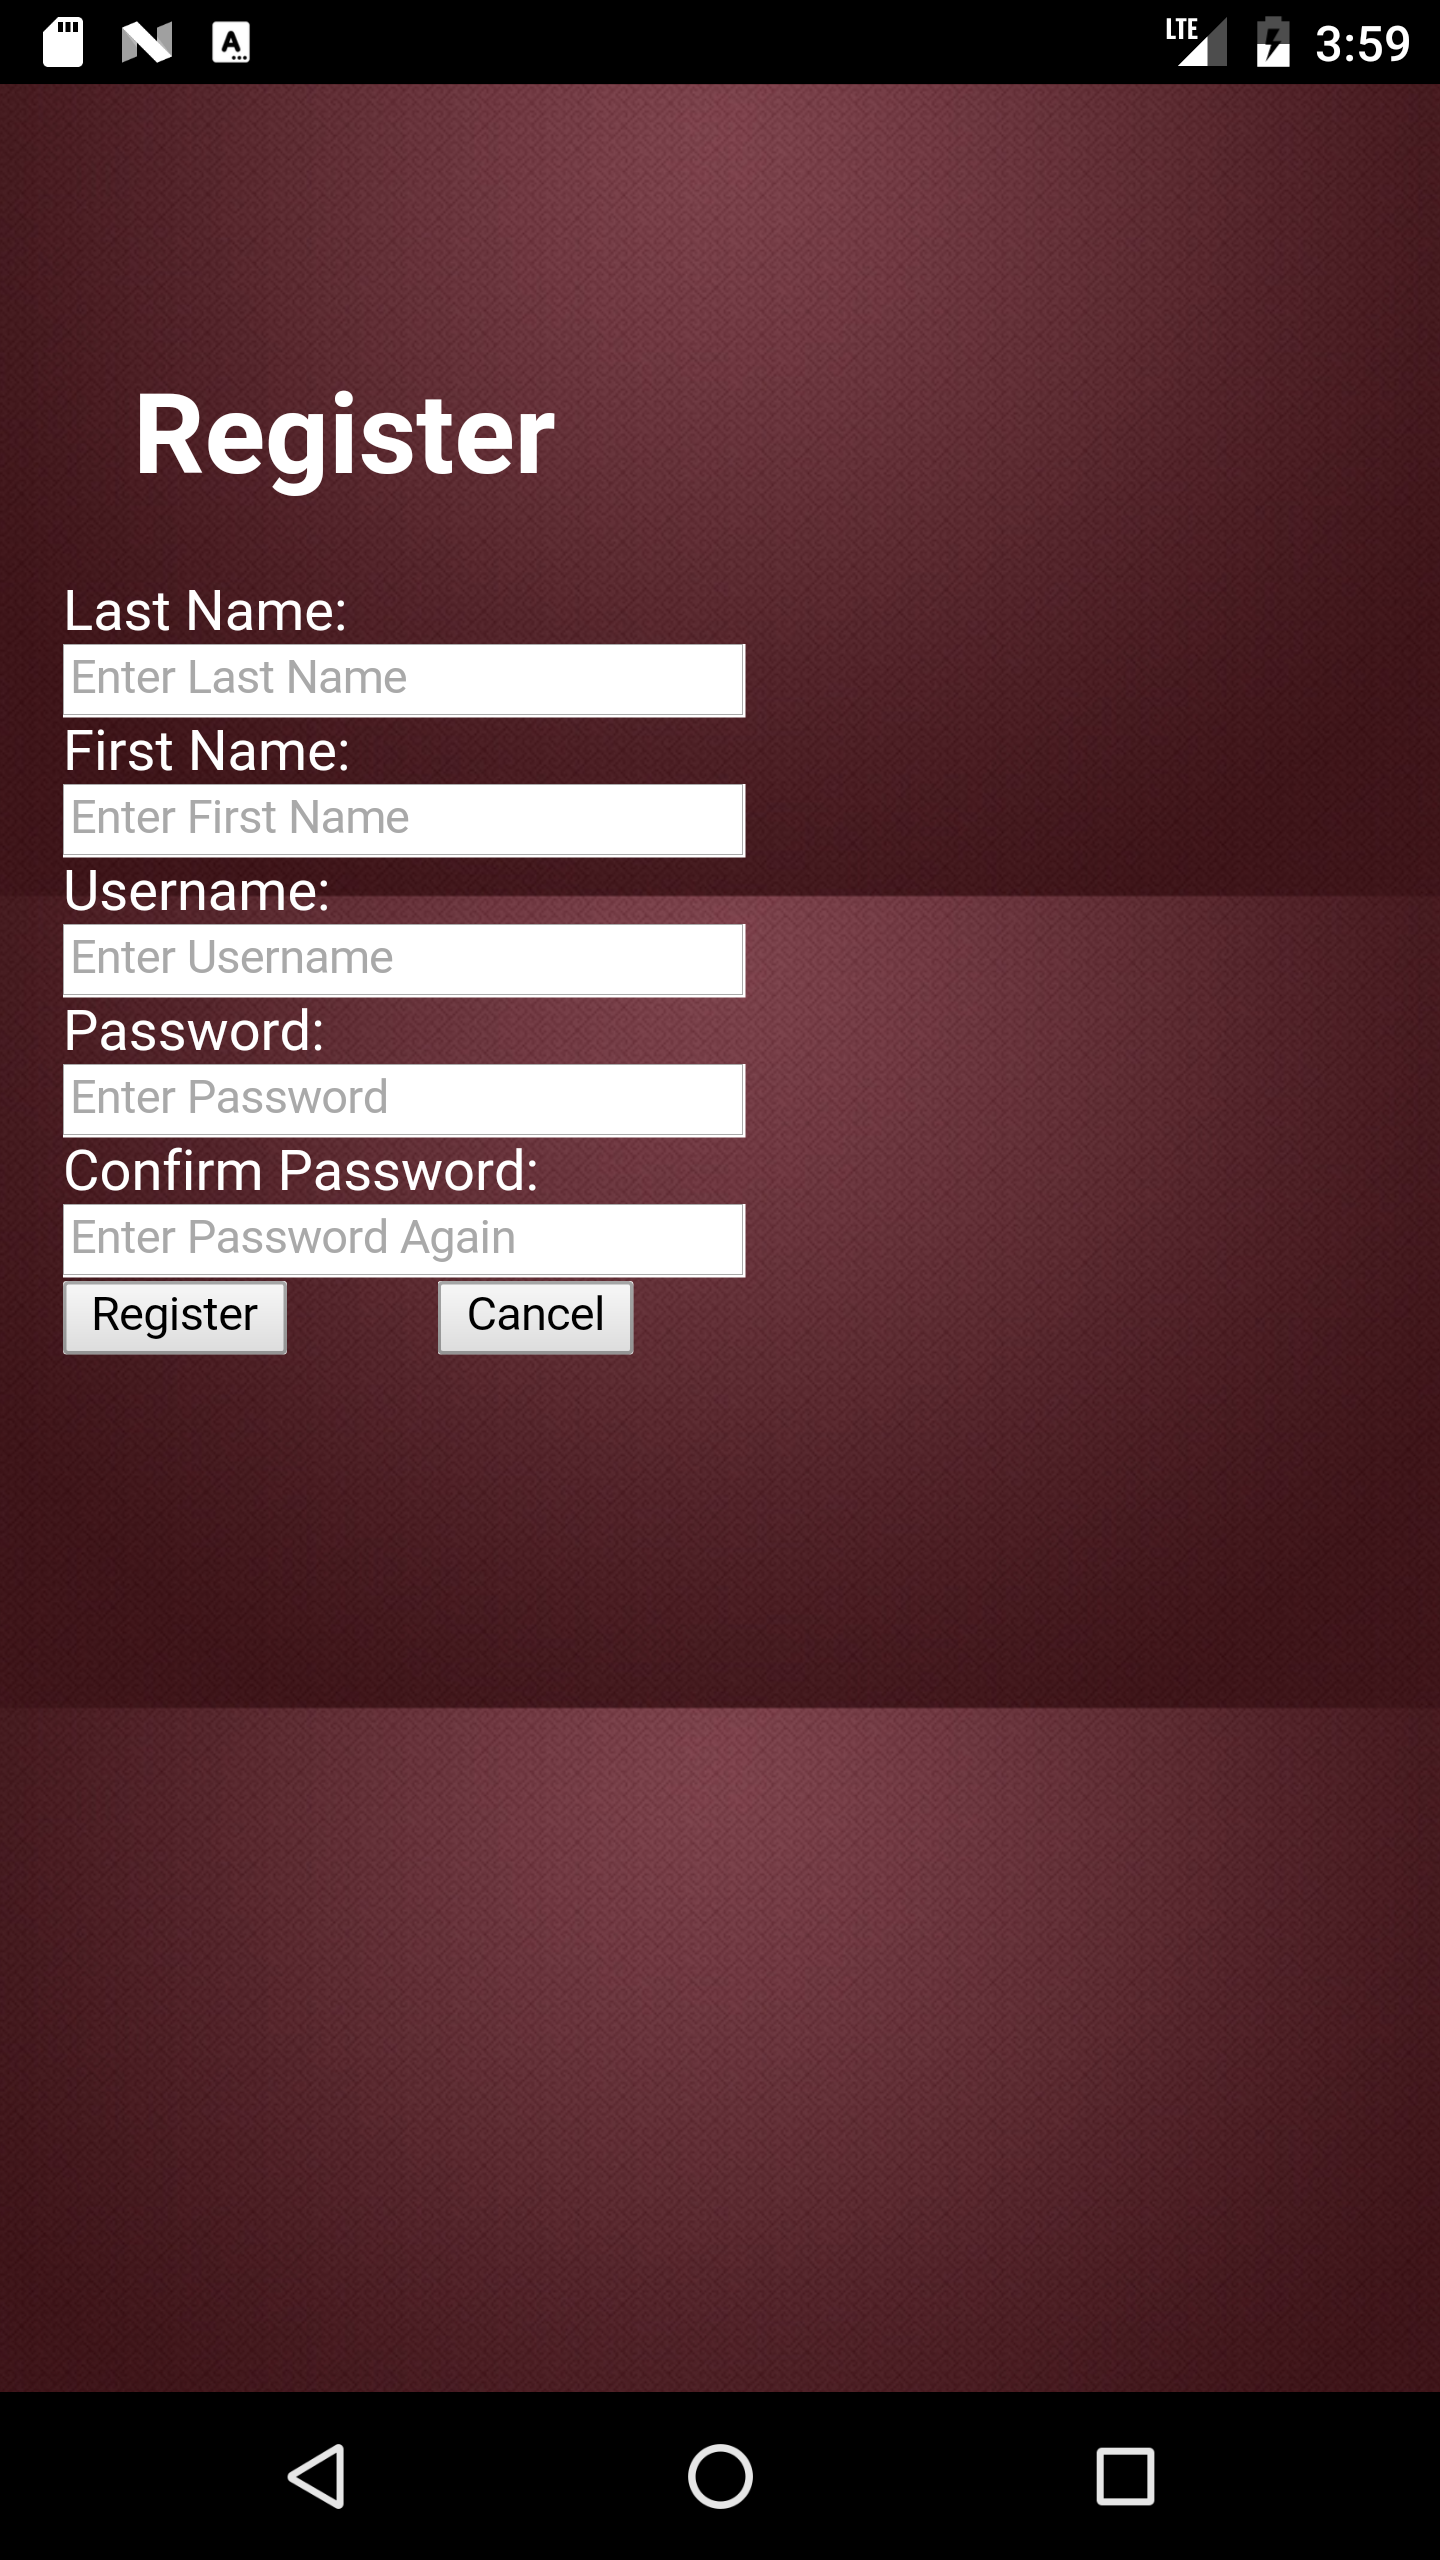 LTE 3:59
Register
Last Name:
Enter Last Name
First Name:
Enter First Name
Username:
Enter Username
Password:
Enter Password
Confirm Password:
Enter Password Again
Register Cancel